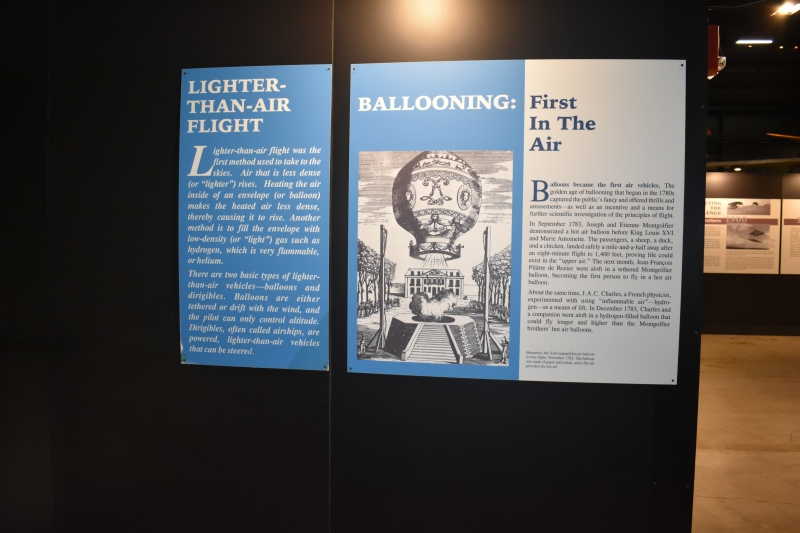 LIGHTER-
THAN-AIR
FLIGHT
Lighter-than-air flight was the
first method used to take to the
skies. Air that is less dense
(or "lighter") rises. Heating the air
inside of an envelope (or balloon)
makes the heated air less dense,
thereby causing it to rise. Another
method is to fill the envelope with
low-density (or "light") gas such as
hydrogen, which is very flammable,
or helium.
There are two basic types of lighter-
than-air vehicles—balloons and
dirigibles. Balloons are either
tethered or drift with the wind, and
the pilot can only control altitude.
Dirigibles, often called airships, are
powered, lighter-than-air vehicles
that can be steered.
BALLOONING:
First
In The
Air
Balloons became the first air vehicles. The
golden age of ballooning that began in the 1780s
captured the public's fancy and offered thrills and
amusements—as well as an incentive and a means for
further scientific investigation of the principles of flight.
In September 1783, Joseph and Etienne Montgolfier
demonstrated a hot air balloon before King Louis XVI
and Marie Antoinette. The passengers, a sheep, a duck,
and a chicken, landed safely a mile-and-a-half away after
an eight-minute flight to 1,400 feet, proving life could
exist in the "upper air." The next month, Jean-François
Pilâtre de Rozier went aloft in a tethered Montgolfier
balloon, becoming the first person to fly in a hot air
balloon.
About the same time, J.A.C. Charles, a French physicist,
experimented with using "inflammable air"—hydro-
gen—as a means of lift. In December 1783, Charles and
a companion went aloft in a hydrogen-filled balloon that
could fly longer and higher than the Montgolfier
brothers' hot air balloons.